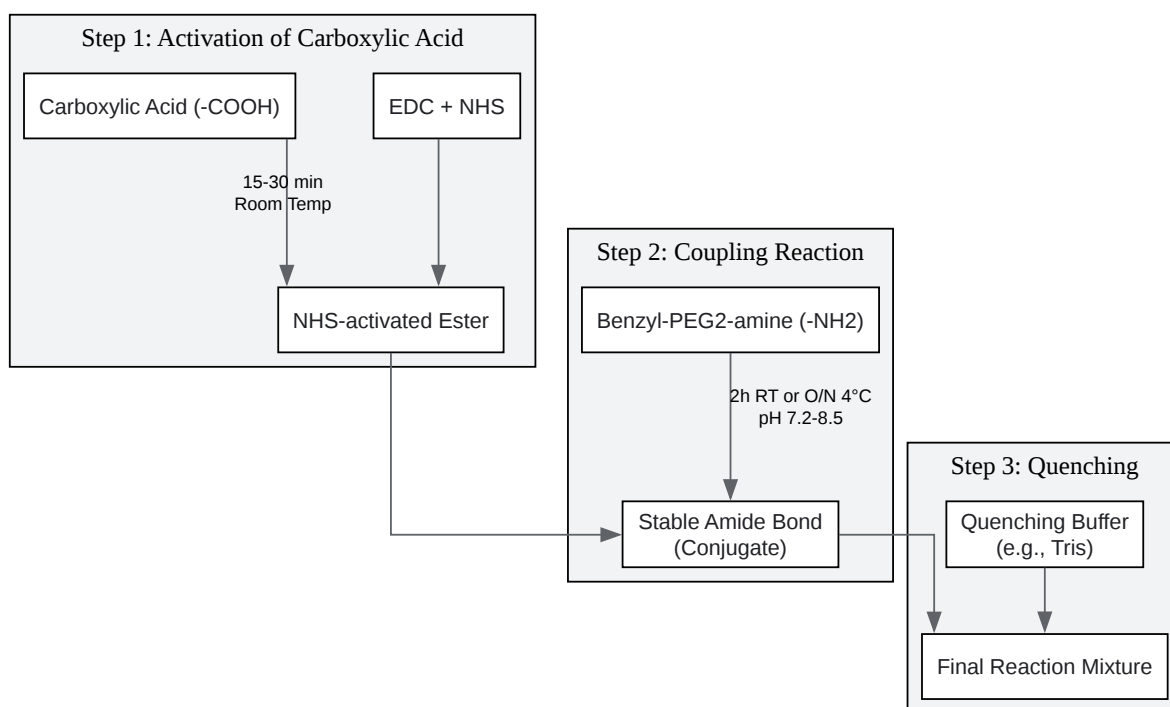 Step 1: Activation of Carboxylic Acid
Carboxylic Acid (-COOH)
EDC + NHS
15-30 min
Room Temp
NHS-activated Ester
Step 2: Coupling Reaction
Benzyl-PEG2-amine (-NH2)
2h RT or O/N 4°C
pH 7.2-8.5
Stable Amide Bond
(Conjugate)
Step 3: Quenching
Quenching Buffer
(e.g., Tris)
Final Reaction Mixture